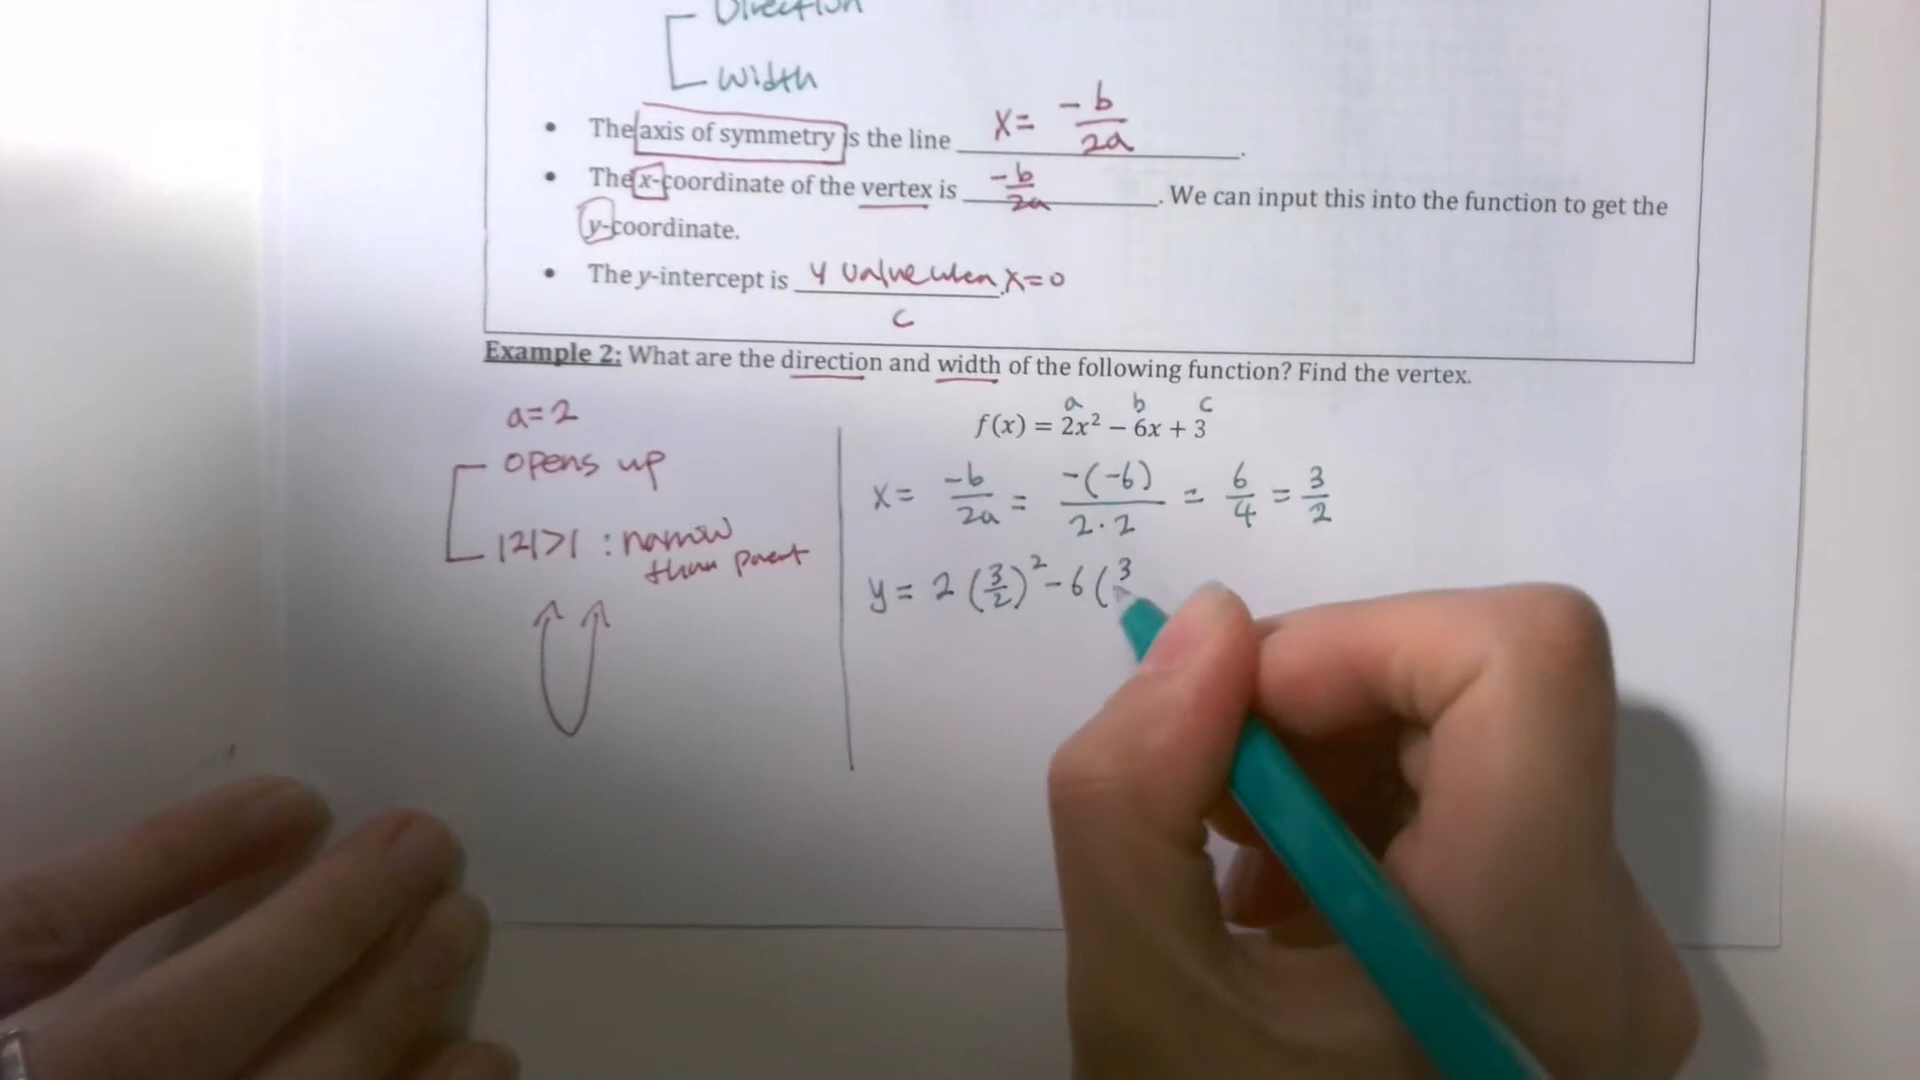 Direction
Width
• The axis of symmetry is the line x= -b/2a.
• The x-coordinate of the vertex is -b/2a. We can input this into the function to get the
y-coordinate.
• The y-intercept is y value when x=0
c
Example 2: What are the direction and width of the following function? Find the vertex.
a=2
opens up
|2|>1 : narrow
than parent
a b c
f(x) = 2x² − 6x + 3
x= -b/2a = -(-6)/2·2 = 6/4 = 3/2
y = 2(3/2)² - 6(3